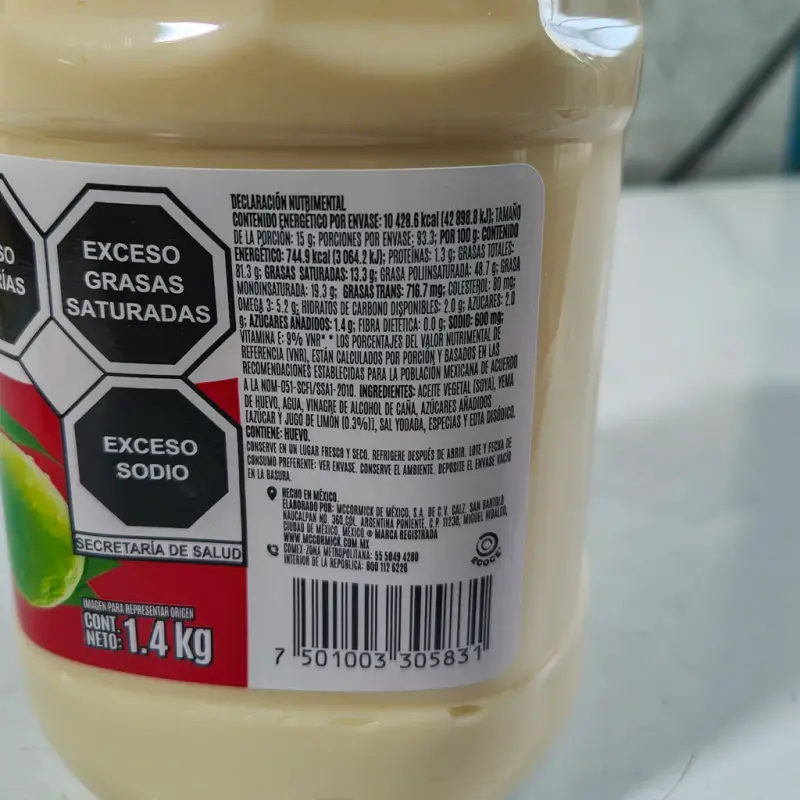 SO
ÍAS
EXCESO
GRASAS
SATURADAS
EXCESO
SODIO
SECRETARÍA DE SALUD
IMAGEN PARA REPRESENTAR ORIGEN
CONT.
NETO: 1.4 kg
DECLARACIÓN NUTRIMENTAL
CONTENIDO ENERGÉTICO POR ENVASE: 10 428.6 kcal (42 898.8 kJ); TAMAÑO
DE LA PORCIÓN: 15 g; PORCIONES POR ENVASE: 93.3; POR 100 g: CONTENIDO
ENERGÉTICO: 744.9 kcal (3 064.2 kJ); PROTEÍNAS: 1.3 g; GRASAS TOTALES:
81.3 g; GRASAS SATURADAS: 13.3 g; GRASA POLIINSATURADA: 48.7 g; GRASA
MONOINSATURADA: 19.3 g; GRASAS TRANS: 716.7 mg; COLESTEROL: 80 mg;
OMEGA 3: 5.2 g; HIDRATOS DE CARBONO DISPONIBLES: 2.0 g; AZÚCARES: 2.0
g; AZÚCARES AÑADIDOS: 1.4 g; FIBRA DIETÉTICA: 0.0 g; SODIO: 600 mg;
VITAMINA E: 9% VNR* * LOS PORCENTAJES DEL VALOR NUTRIMENTAL DE
REFERENCIA (VNR), ESTÁN CALCULADOS POR PORCIÓN Y BASADOS EN LAS
RECOMENDACIONES ESTABLECIDAS PARA LA POBLACIÓN MEXICANA DE ACUERDO
A LA NOM-051-SCFI/SSA1-2010. INGREDIENTES: ACEITE VEGETAL (SOYA), YEMA
DE HUEVO, AGUA, VINAGRE DE ALCOHOL DE CAÑA, AZÚCARES AÑADIDOS
[AZÚCAR Y JUGO DE LIMÓN (0.3%)], SAL YODADA, ESPECIAS Y EDTA DISÓDICO.
CONTIENE: HUEVO.
CONSERVE EN UN LUGAR FRESCO Y SECO. REFRIGERE DESPUÉS DE ABRIR. LOTE Y FECHA DE
CONSUMO PREFERENTE: VER ENVASE. CONSERVE EL AMBIENTE. DEPOSITE EL ENVASE VACÍO
EN LA BASURA.
HECHO EN MÉXICO.
ELABORADO POR: MCCORMICK DE MÉXICO, S.A. DE C.V. CALZ. SAN BARTOLO
NAUCALPAN NO. 360, COL. ARGENTINA PONIENTE, C.P. 11230, MIGUEL HIDALGO,
CIUDAD DE MÉXICO, MÉXICO. ® MARCA REGISTRADA
WWW.MCCORMICK.COM.MX
CDMEX-ZONA METROPOLITANA: 55 5049 4280
INTERIOR DE LA REPÚBLICA: 800 112 6226
ECOCE
7 501003 305831